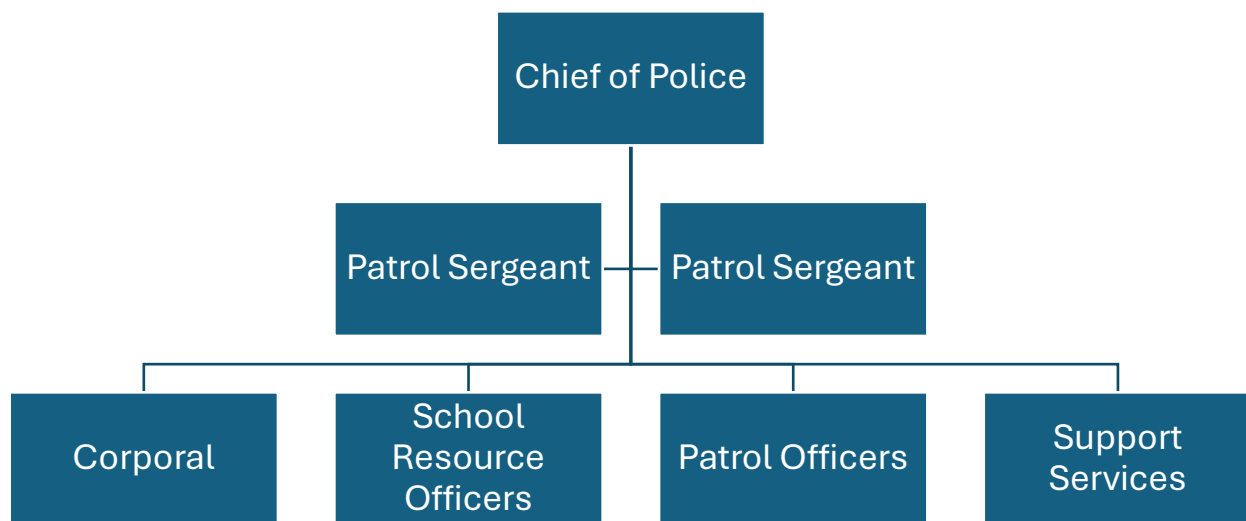 Chief of Police
Patrol Sergeant
Patrol Sergeant
Corporal
School
Resource
Officers
Patrol Officers
Support
Services